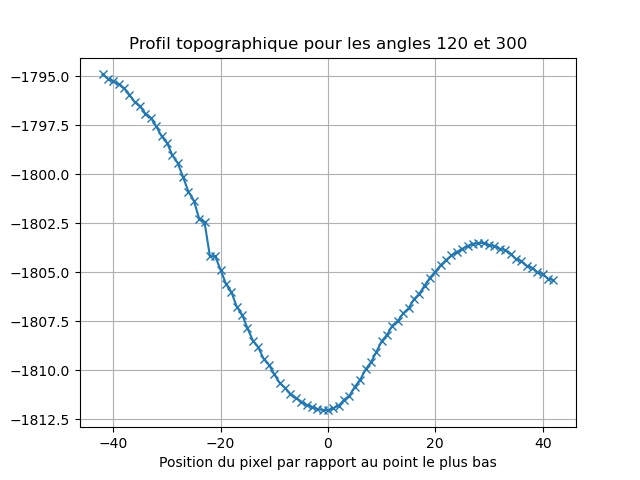 Profil topographique pour les angles 120 et 300
−1795.0
−1797.5
−1800.0
−1802.5
−1805.0
−1807.5
−1810.0
−1812.5
−40 −20 0 20 40
Position du pixel par rapport au point le plus bas